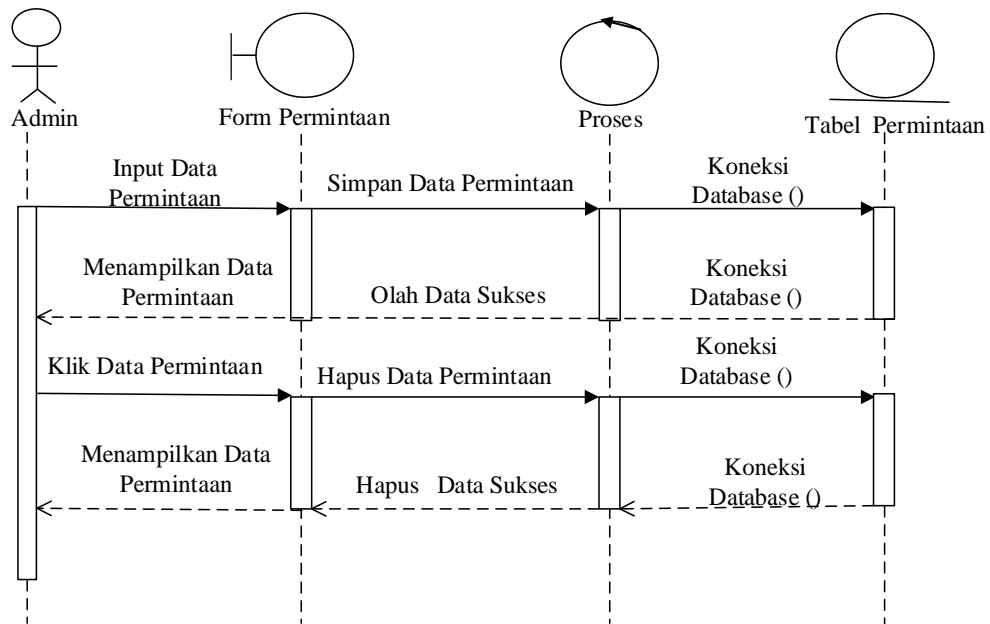 Admin
Form Permintaan
Proses
Tabel Permintaan
Input Data
Permintaan
Simpan Data Permintaan
Koneksi
Database ()
Menampilkan Data
Permintaan
Olah Data Sukses
Koneksi
Database ()
Klik Data Permintaan
Hapus Data Permintaan
Koneksi
Database ()
Menampilkan Data
Permintaan
Hapus Data Sukses
Koneksi
Database ()